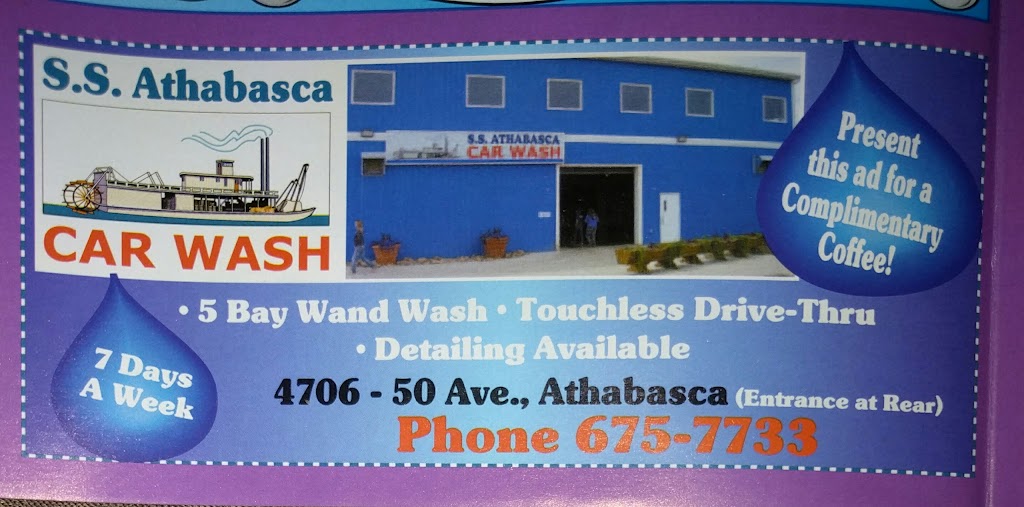 S.S. Athabasca
CAR WASH
S.S. ATHABASCA
CAR WASH
Present
this ad for a
Complimentary
Coffee!
• 5 Bay Wand Wash • Touchless Drive-Thru
• Detailing Available
7 Days
A Week
4706 - 50 Ave., Athabasca (Entrance at Rear)
Phone 675-7733